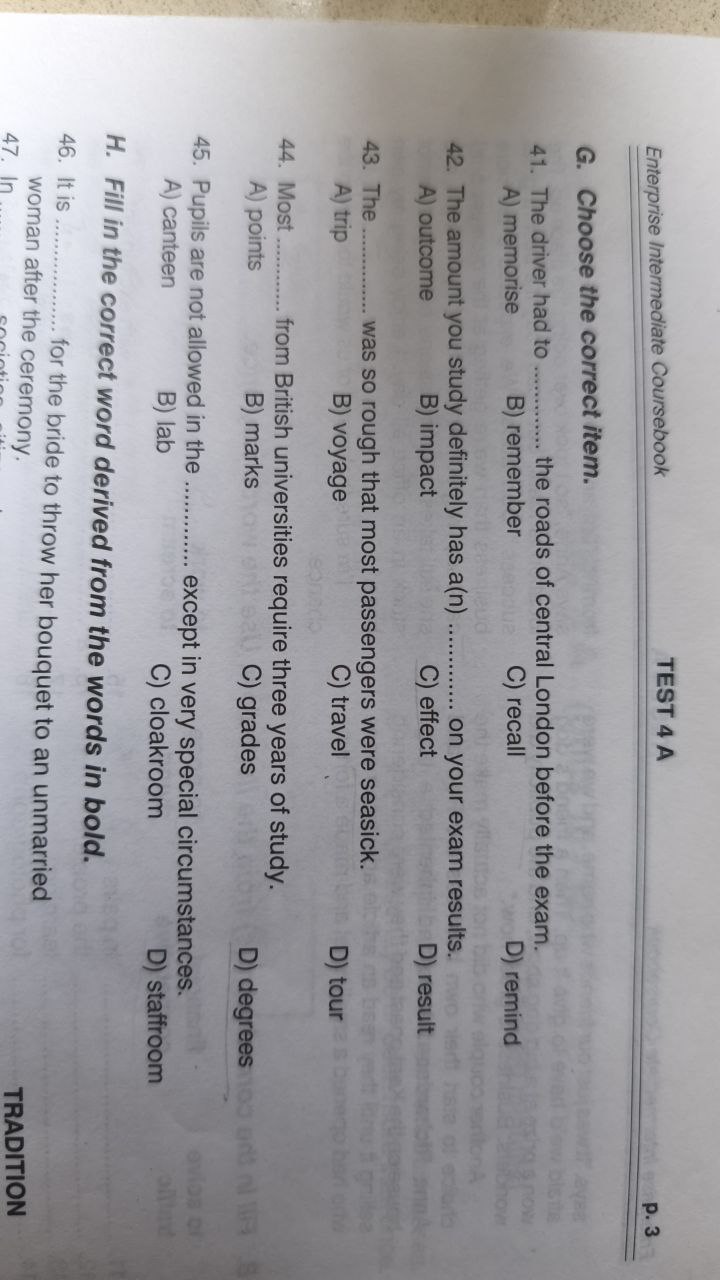 Enterprise Intermediate Coursebook TEST 4 A p. 3
G. Choose the correct item.
41. The driver had to ............. the roads of central London before the exam.
A) memorise B) remember C) recall D) remind
42. The amount you study definitely has a(n) ............. on your exam results.
A) outcome B) impact C) effect D) result
43. The ............. was so rough that most passengers were seasick.
A) trip B) voyage C) travel D) tour
44. Most ............ from British universities require three years of study.
A) points B) marks C) grades D) degrees
45. Pupils are not allowed in the ............. except in very special circumstances.
A) canteen B) lab C) cloakroom D) staffroom
H. Fill in the correct word derived from the words in bold.
46. It is .................. for the bride to throw her bouquet to an unmarried
woman after the ceremony. TRADITION
47. In